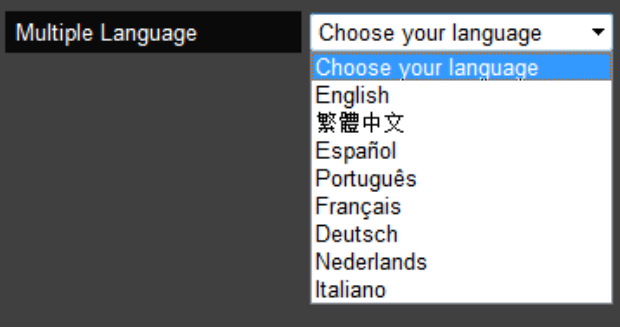 Multiple Language
Choose your language
Choose your language
English
繁體中文
Español
Português
Français
Deutsch
Nederlands
Italiano